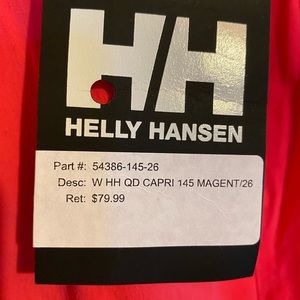 HH
HELLY HANSEN
Part #: 54386-145-26
Desc: W HH QD CAPRI 145 MAGENT/26
Ret: $79.99